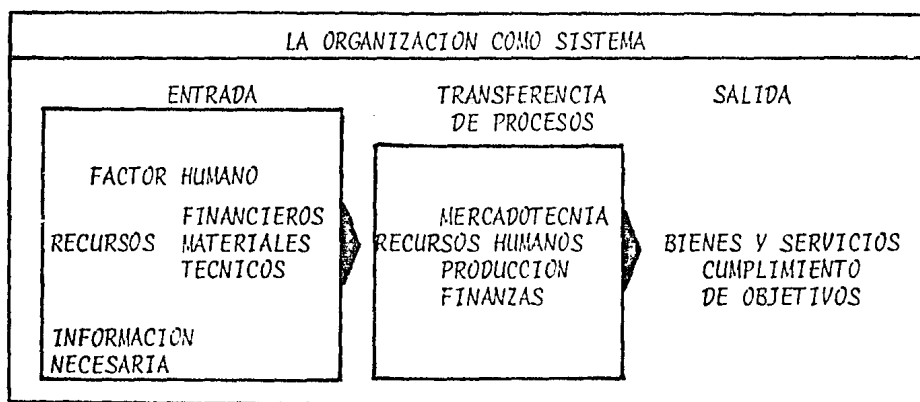 LA ORGANIZACION COMO SISTEMA
ENTRADA
TRANSFERENCIA
DE PROCESOS
SALIDA
FACTOR HUMANO
RECURSOS
FINANCIEROS
MATERIALES
TECNICOS
INFORMACION
NECESARIA
MERCADOTECNIA
RECURSOS HUMANOS
PRODUCCION
FINANZAS
BIENES Y SERVICIOS
CUMPLIMIENTO
DE OBJETIVOS